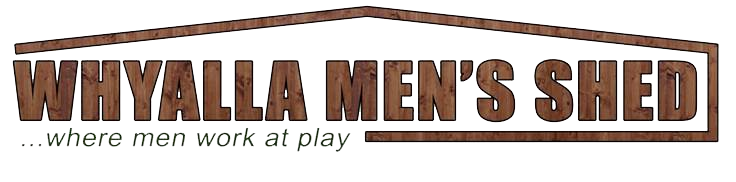 WHYALLA MEN'S SHED
...where men work at play